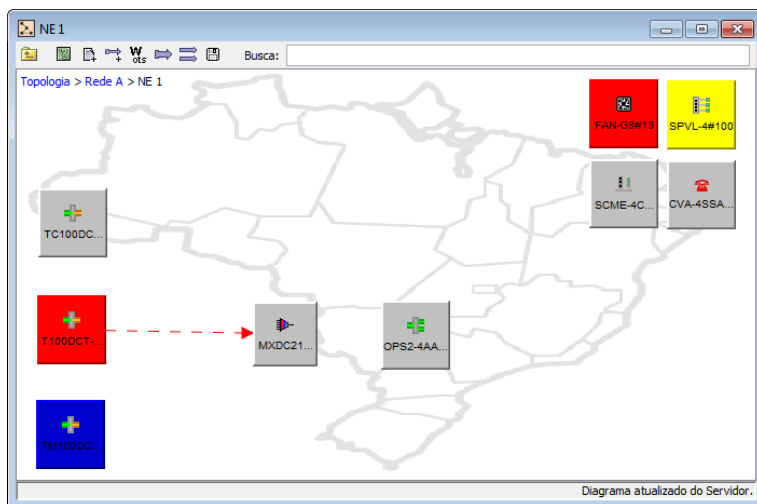 NE 1
W
ots
Busca:
Topologia > Rede A > NE 1
FAN-G8#13
SPVL-4#100
SCME-4C...
CVA-4SSA...
TC100DC...
T100DCT-...
MXDC21...
OPS2-4AA...
TM100DC...
Diagrama atualizado do Servidor.